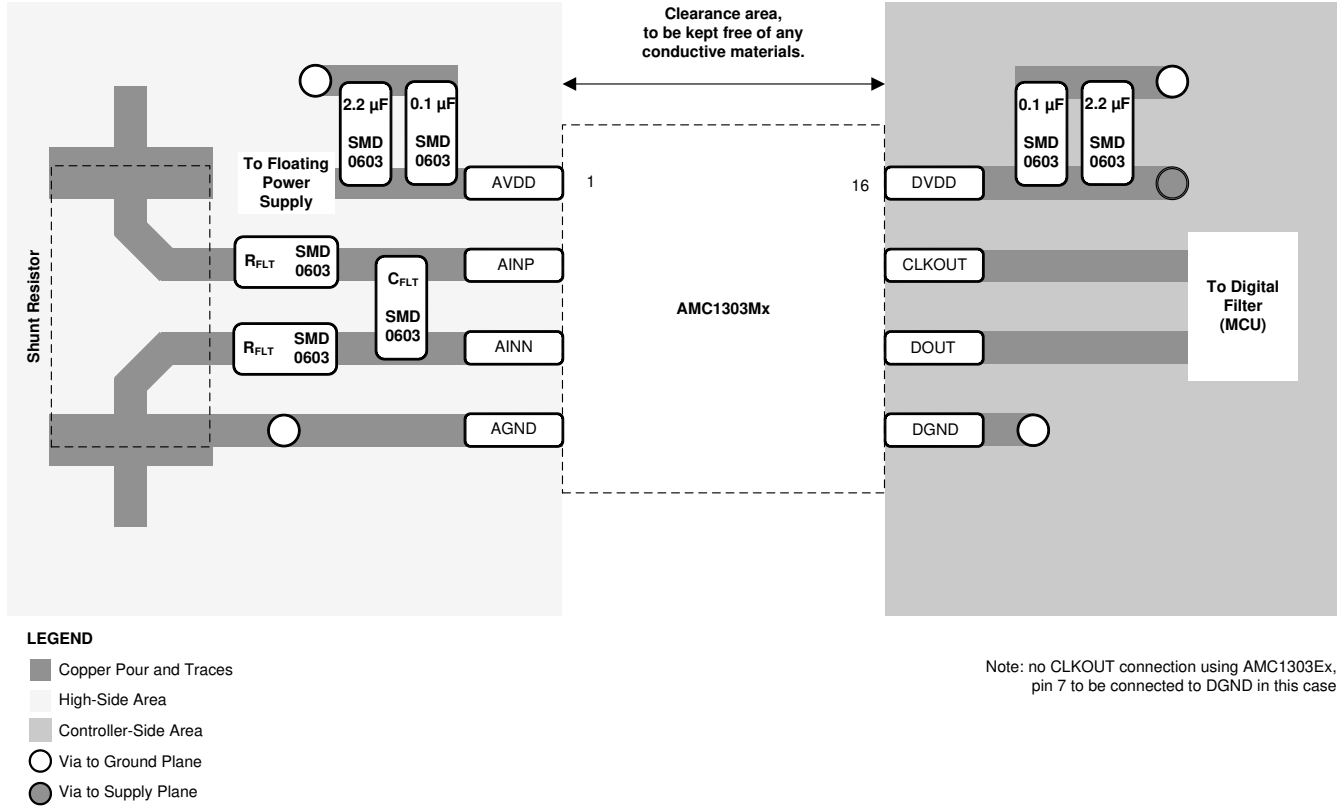 Clearance area,
to be kept free of any
conductive materials.
2.2 µF
SMD
0603
0.1 µF
SMD
0603
0.1 µF
SMD
0603
2.2 µF
SMD
0603
To Floating
Power
Supply
AVDD
1
16
DVDD
Shunt Resistor
RFLT
SMD
0603
CFLT
SMD
0603
AINP
AMC1303Mx
CLKOUT
To Digital
Filter
(MCU)
RFLT
SMD
0603
AINN
DOUT
AGND
DGND
LEGEND
Copper Pour and Traces
High-Side Area
Controller-Side Area
Via to Ground Plane
Via to Supply Plane
Note: no CLKOUT connection using AMC1303Ex,
pin 7 to be connected to DGND in this case